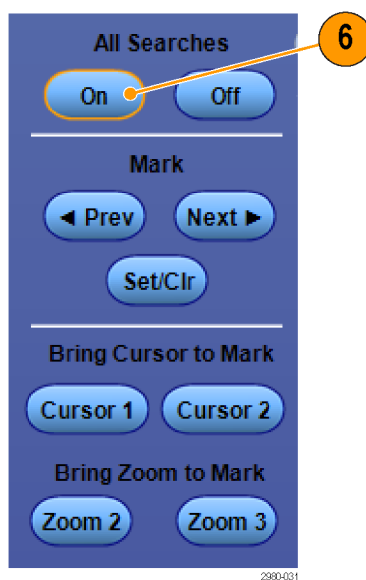 All Searches
6
On Off
Mark
◄ Prev Next ►
Set/Clr
Bring Cursor to Mark
Cursor 1 Cursor 2
Bring Zoom to Mark
Zoom 2 Zoom 3
2980-031